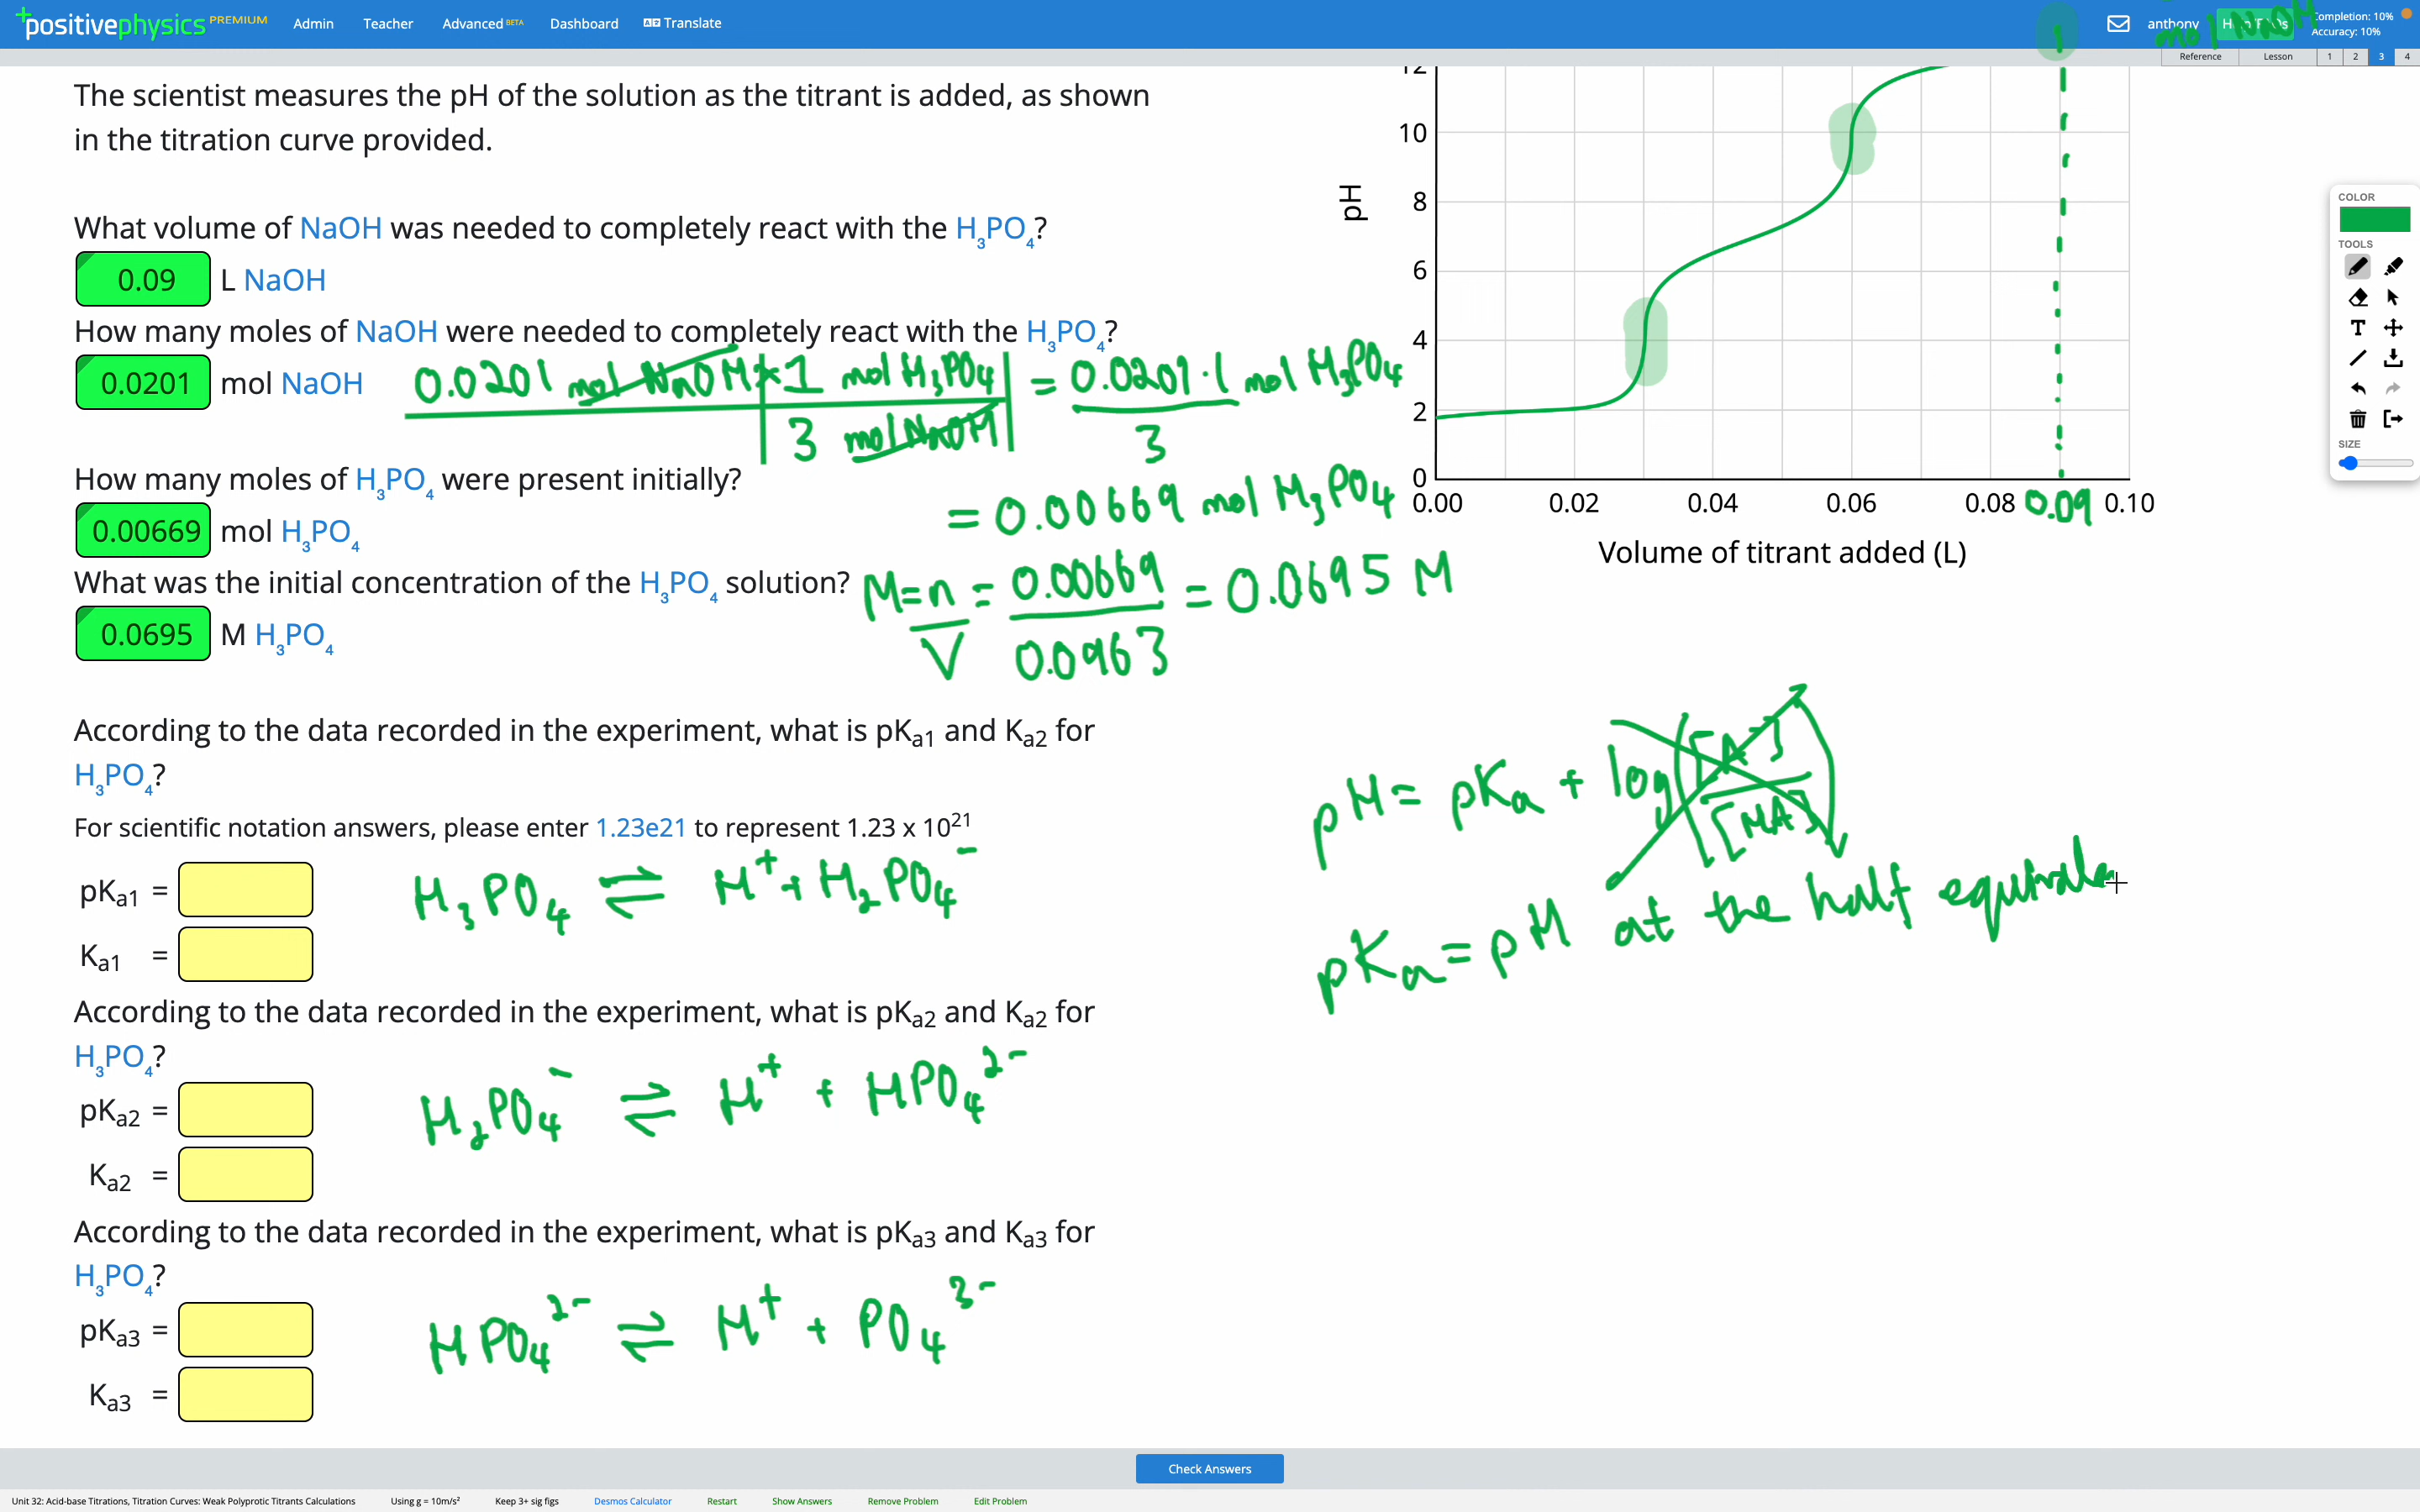 positivephysics PREMIUM Admin Teacher Advanced BETA Dashboard Translate anthony Completion: 10%
Accuracy: 10%
mol NaOH
Reference Lesson 1 2 3 4
The scientist measures the pH of the solution as the titrant is added, as shown
in the titration curve provided.
What volume of NaOH was needed to completely react with the H₃PO₄?
0.09 L NaOH
How many moles of NaOH were needed to completely react with the H₃PO₄?
0.0201 mol NaOH
0.0201 mol NaOH × 1 mol H₃PO₄ = 0.0201·1 mol H₃PO₄
3 mol NaOH 3
How many moles of H₃PO₄ were present initially?
= 0.00669 mol H₃PO₄
0.00669 mol H₃PO₄
What was the initial concentration of the H₃PO₄ solution?
M = n = 0.00669 = 0.0695 M
V 0.0963
0.0695 M H₃PO₄
12
10
8
6
4
2
0
pH
0.00 0.02 0.04 0.06 0.08 0.09 0.10
Volume of titrant added (L)
COLOR
TOOLS
T
SIZE
According to the data recorded in the experiment, what is pKa1 and Ka2 for
H₃PO₄?
For scientific notation answers, please enter 1.23e21 to represent 1.23 x 10²¹
pKa1 =
H₃PO₄ ⇌ H⁺ + H₂PO₄⁻
Ka1 =
pH = pKa + log([A⁻]
[HA])
pKa = pH at the half equivale
According to the data recorded in the experiment, what is pKa2 and Ka2 for
H₃PO₄?
pKa2 =
H₂PO₄⁻ ⇌ H⁺ + HPO₄²⁻
Ka2 =
According to the data recorded in the experiment, what is pKa3 and Ka3 for
H₃PO₄?
pKa3 =
HPO₄²⁻ ⇌ H⁺ + PO₄³⁻
Ka3 =
Check Answers
Unit 32: Acid-base Titrations, Titration Curves: Weak Polyprotic Titrants Calculations Using g = 10m/s² Keep 3+ sig figs Desmos Calculator Restart Show Answers Remove Problem Edit Problem